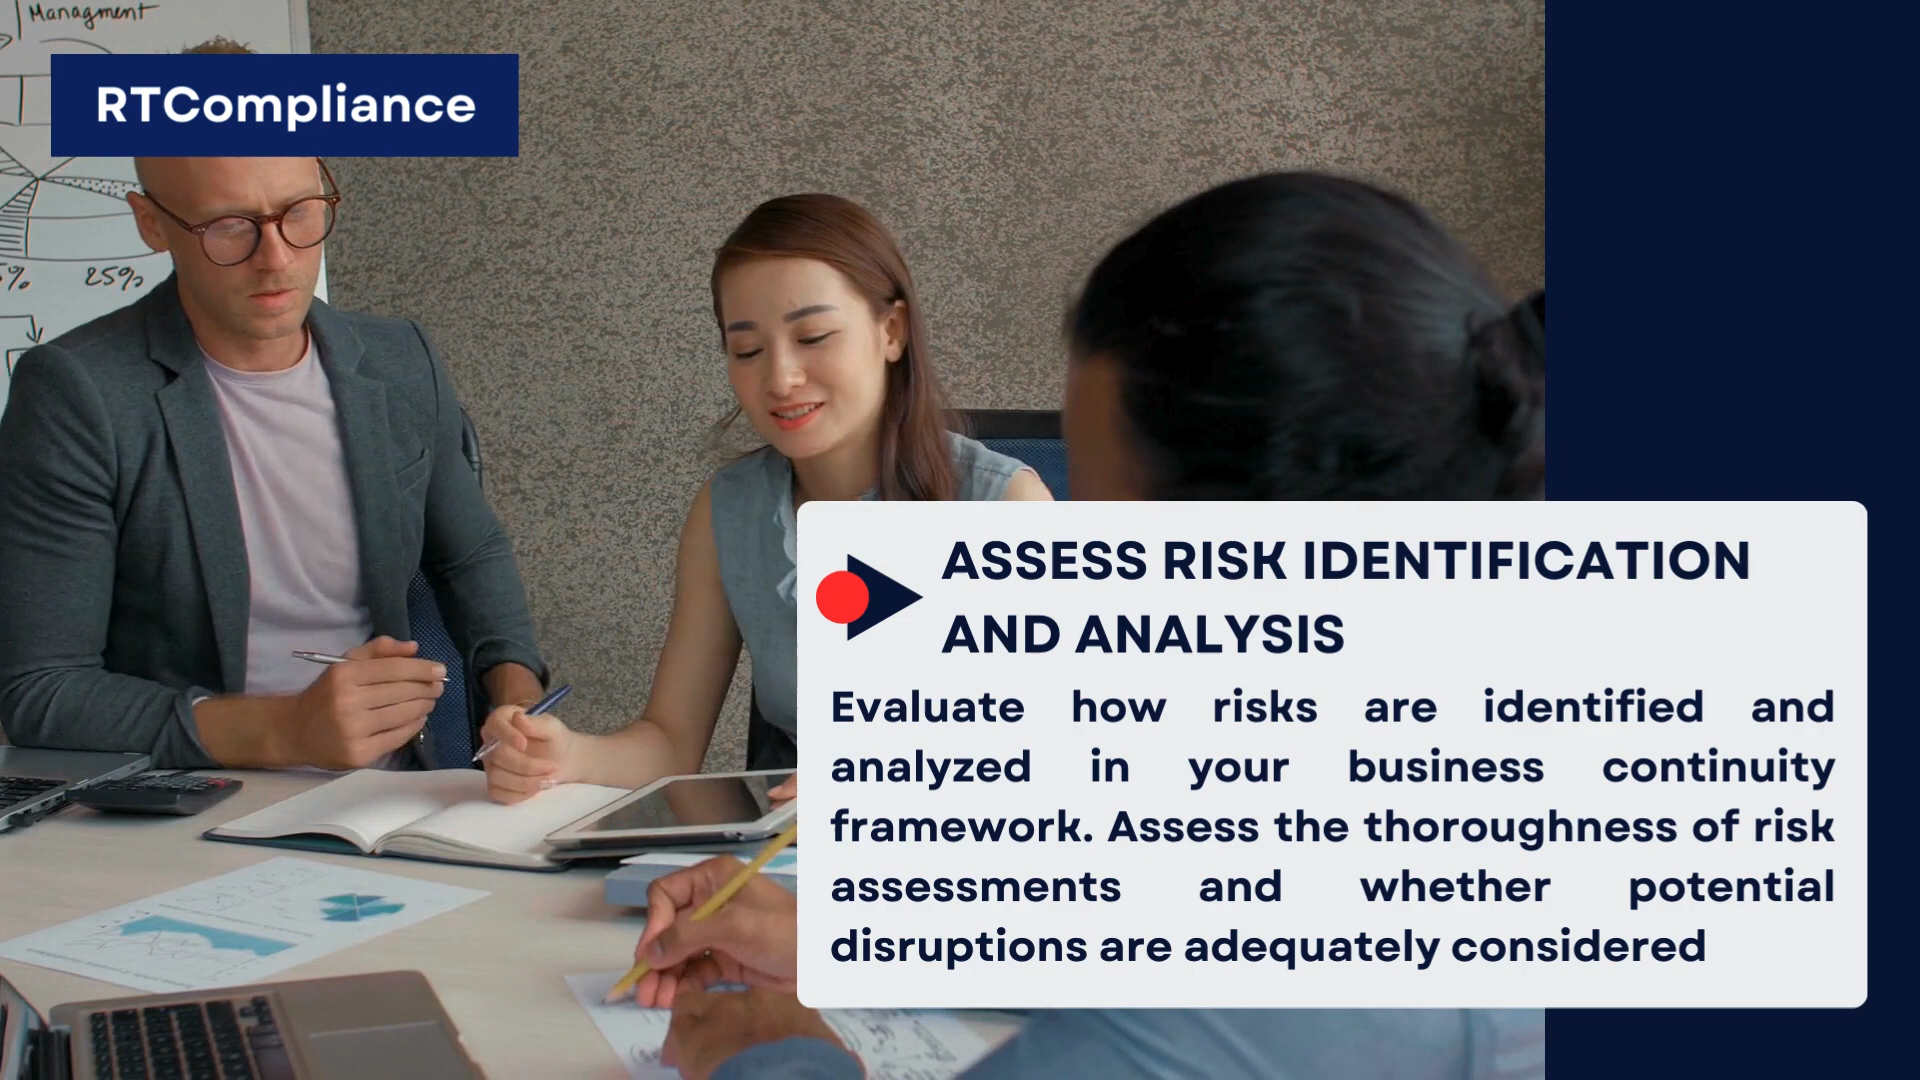 Managment
RTCompliance
5% 25%
ASSESS RISK IDENTIFICATION
AND ANALYSIS
Evaluate how risks are identified and
analyzed in your business continuity
framework. Assess the thoroughness of risk
assessments and whether potential
disruptions are adequately considered